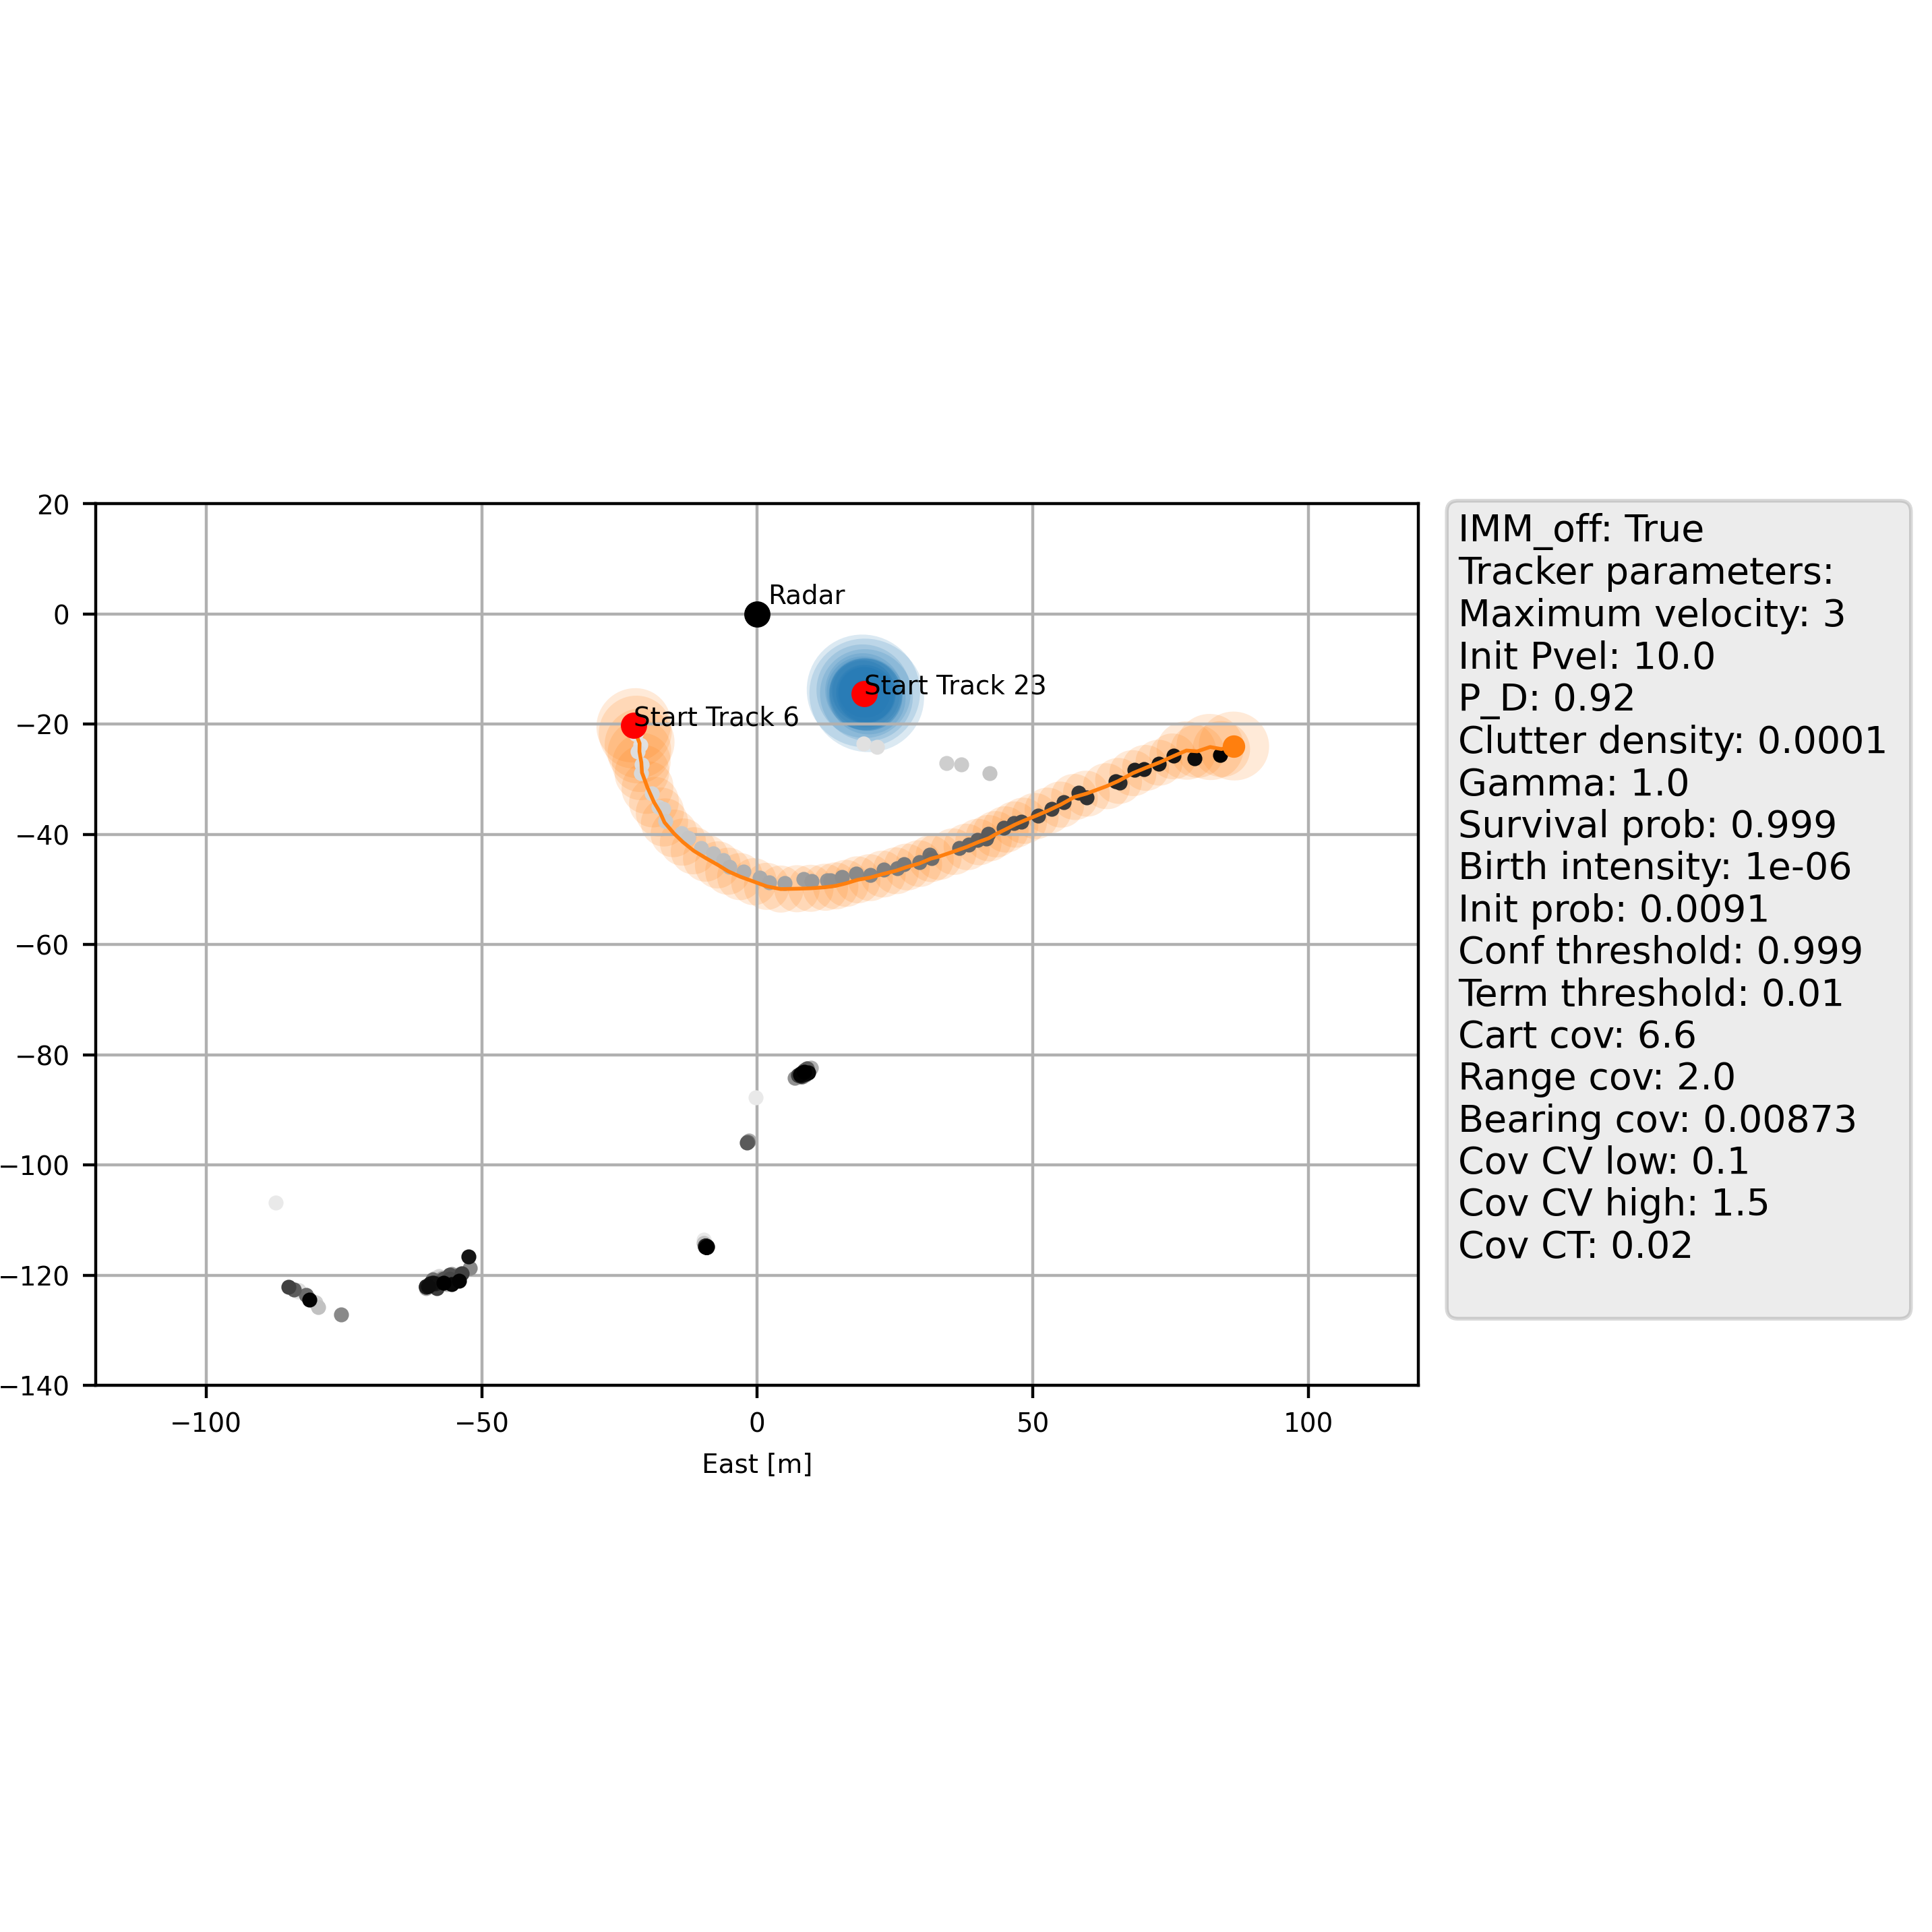 20
0
−20
−40
−60
−80
−100
−120
−140
Radar
Start Track 23
Start Track 6
−100
−50
0
50
100
East [m]
IMM_off: True
Tracker parameters:
Maximum velocity: 3
Init Pvel: 10.0
P_D: 0.92
Clutter density: 0.0001
Gamma: 1.0
Survival prob: 0.999
Birth intensity: 1e-06
Init prob: 0.0091
Conf threshold: 0.999
Term threshold: 0.01
Cart cov: 6.6
Range cov: 2.0
Bearing cov: 0.00873
Cov CV low: 0.1
Cov CV high: 1.5
Cov CT: 0.02